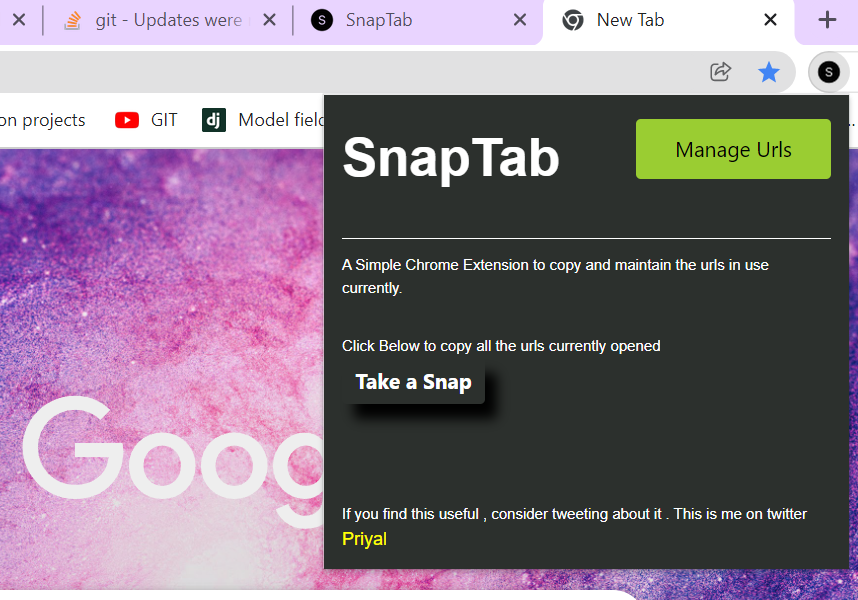 git - Updates were
SnapTab
New Tab
S
on projects
GIT
dj
Model field
SnapTab
Manage Urls
A Simple Chrome Extension to copy and maintain the urls in use
currently.
Click Below to copy all the urls currently opened
Take a Snap
Goog
If you find this useful , consider tweeting about it . This is me on twitter
Priyal